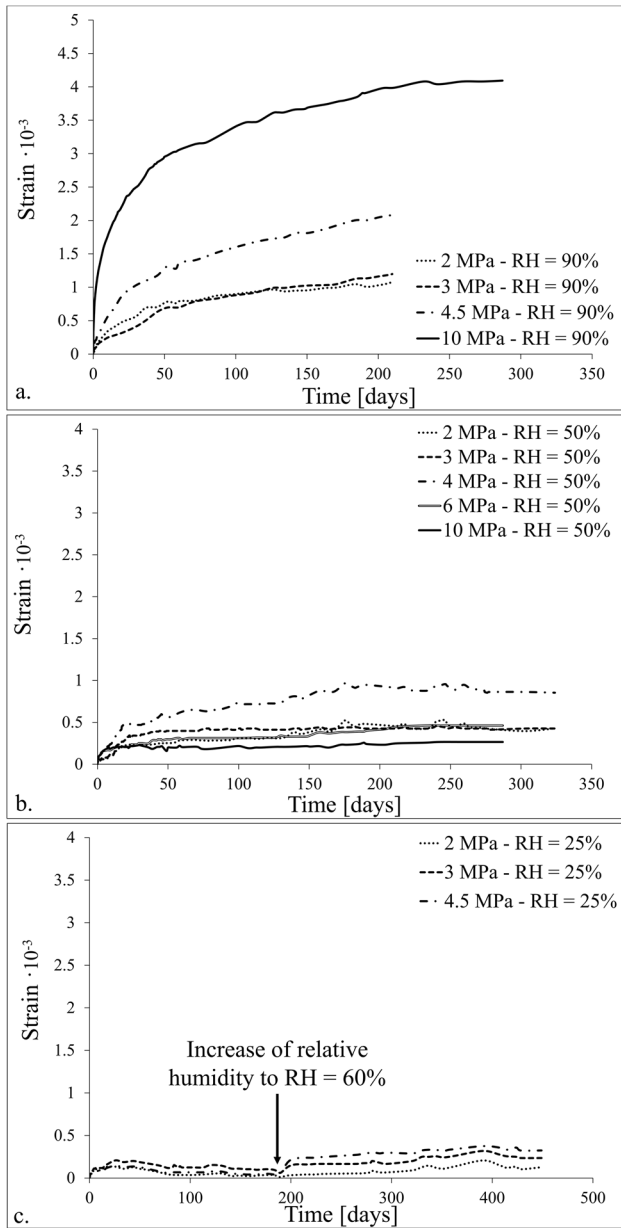 4.5
4
3.5
3
2.5
2
1.5
1
0.5
0
Strain ·10⁻³
2 MPa - RH = 90%
3 MPa - RH = 90%
4.5 MPa - RH = 90%
10 MPa - RH = 90%
0 50 100 150 200 250 300 350
Time [days]
a.
4
3.5
3
2.5
2
1.5
1
0.5
0
Strain ·10⁻³
2 MPa - RH = 50%
3 MPa - RH = 50%
4 MPa - RH = 50%
6 MPa - RH = 50%
10 MPa - RH = 50%
0 50 100 150 200 250 300 350
Time [days]
b.
4
3.5
3
2.5
2
1.5
1
0.5
0
Strain ·10⁻³
2 MPa - RH = 25%
3 MPa - RH = 25%
4.5 MPa - RH = 25%
Increase of relative
humidity to RH = 60%
0 100 200 300 400 500
Time [days]
c.